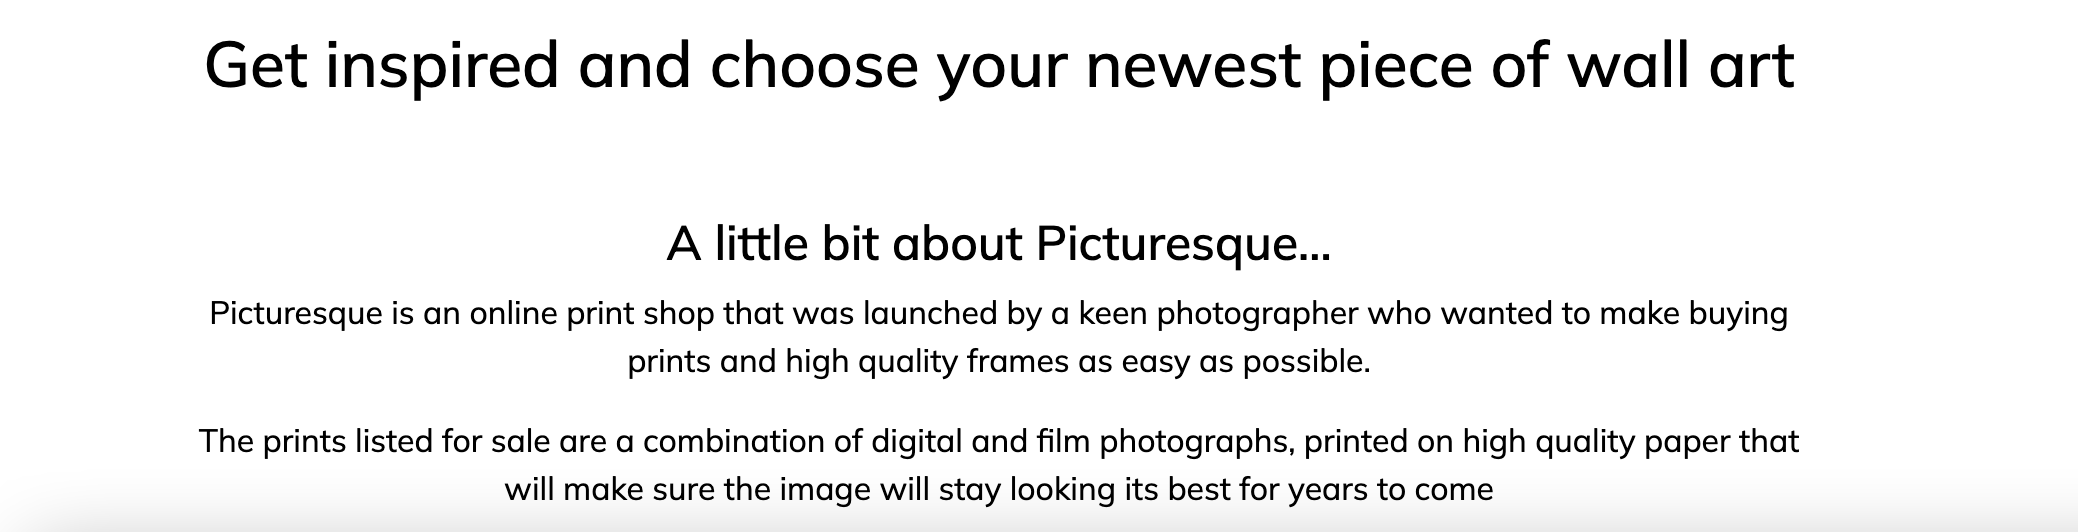 Get inspired and choose your newest piece of wall art
A little bit about Picturesque...
Picturesque is an online print shop that was launched by a keen photographer who wanted to make buying
prints and high quality frames as easy as possible.
The prints listed for sale are a combination of digital and film photographs, printed on high quality paper that
will make sure the image will stay looking its best for years to come